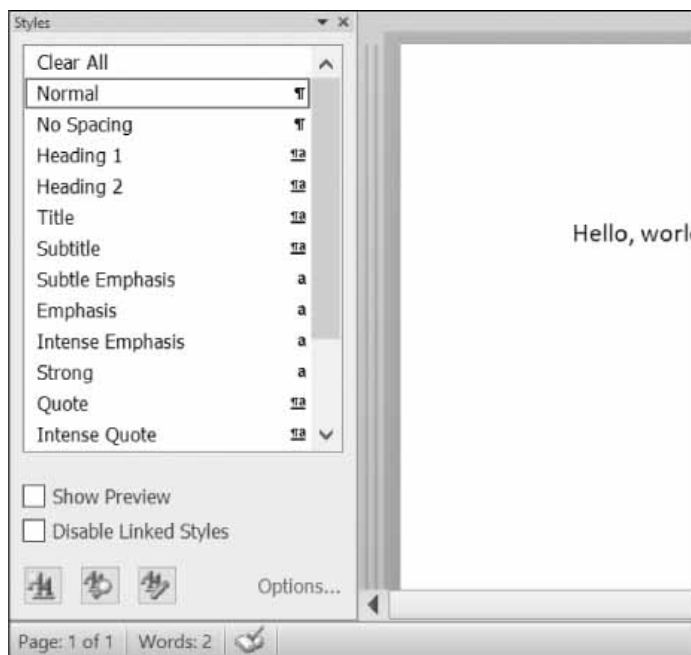 Styles
Clear All
Normal ¶
No Spacing ¶
Heading 1 ¶a
Heading 2 ¶a
Title ¶a
Subtitle ¶a
Subtle Emphasis a
Emphasis a
Intense Emphasis a
Strong a
Quote ¶a
Intense Quote ¶a
Show Preview
Disable Linked Styles
Options...
Hello,
Page: 1 of 1 Words: 2